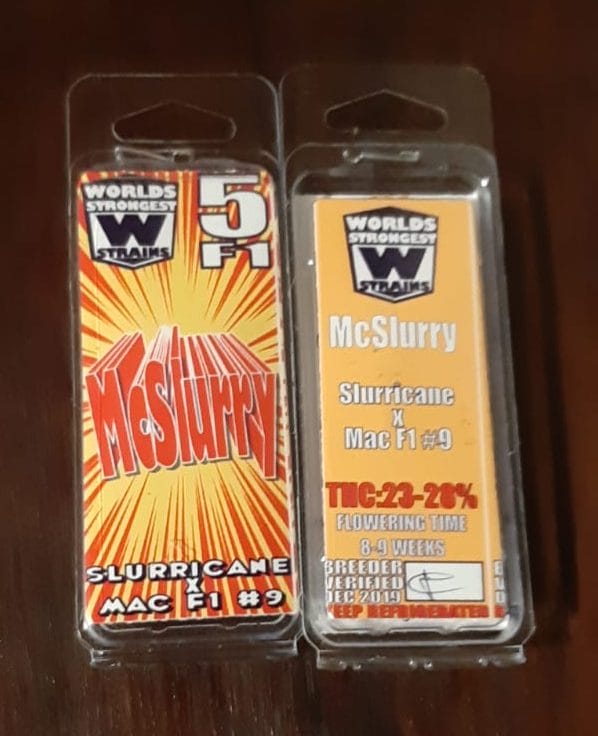 WORLDS
STRONGEST
W
STRAINS
5
F1
McSlurry
SLURRICANE
X
MAC F1 #9
WORLDS
STRONGEST
W
STRAINS
McSlurry
Slurricane
X
Mac F1 #9
THC:23-28%
FLOWERING TIME
8-9 WEEKS
BREEDER
VERIFIED
DEC 2019
KEEP REFRIGERATED